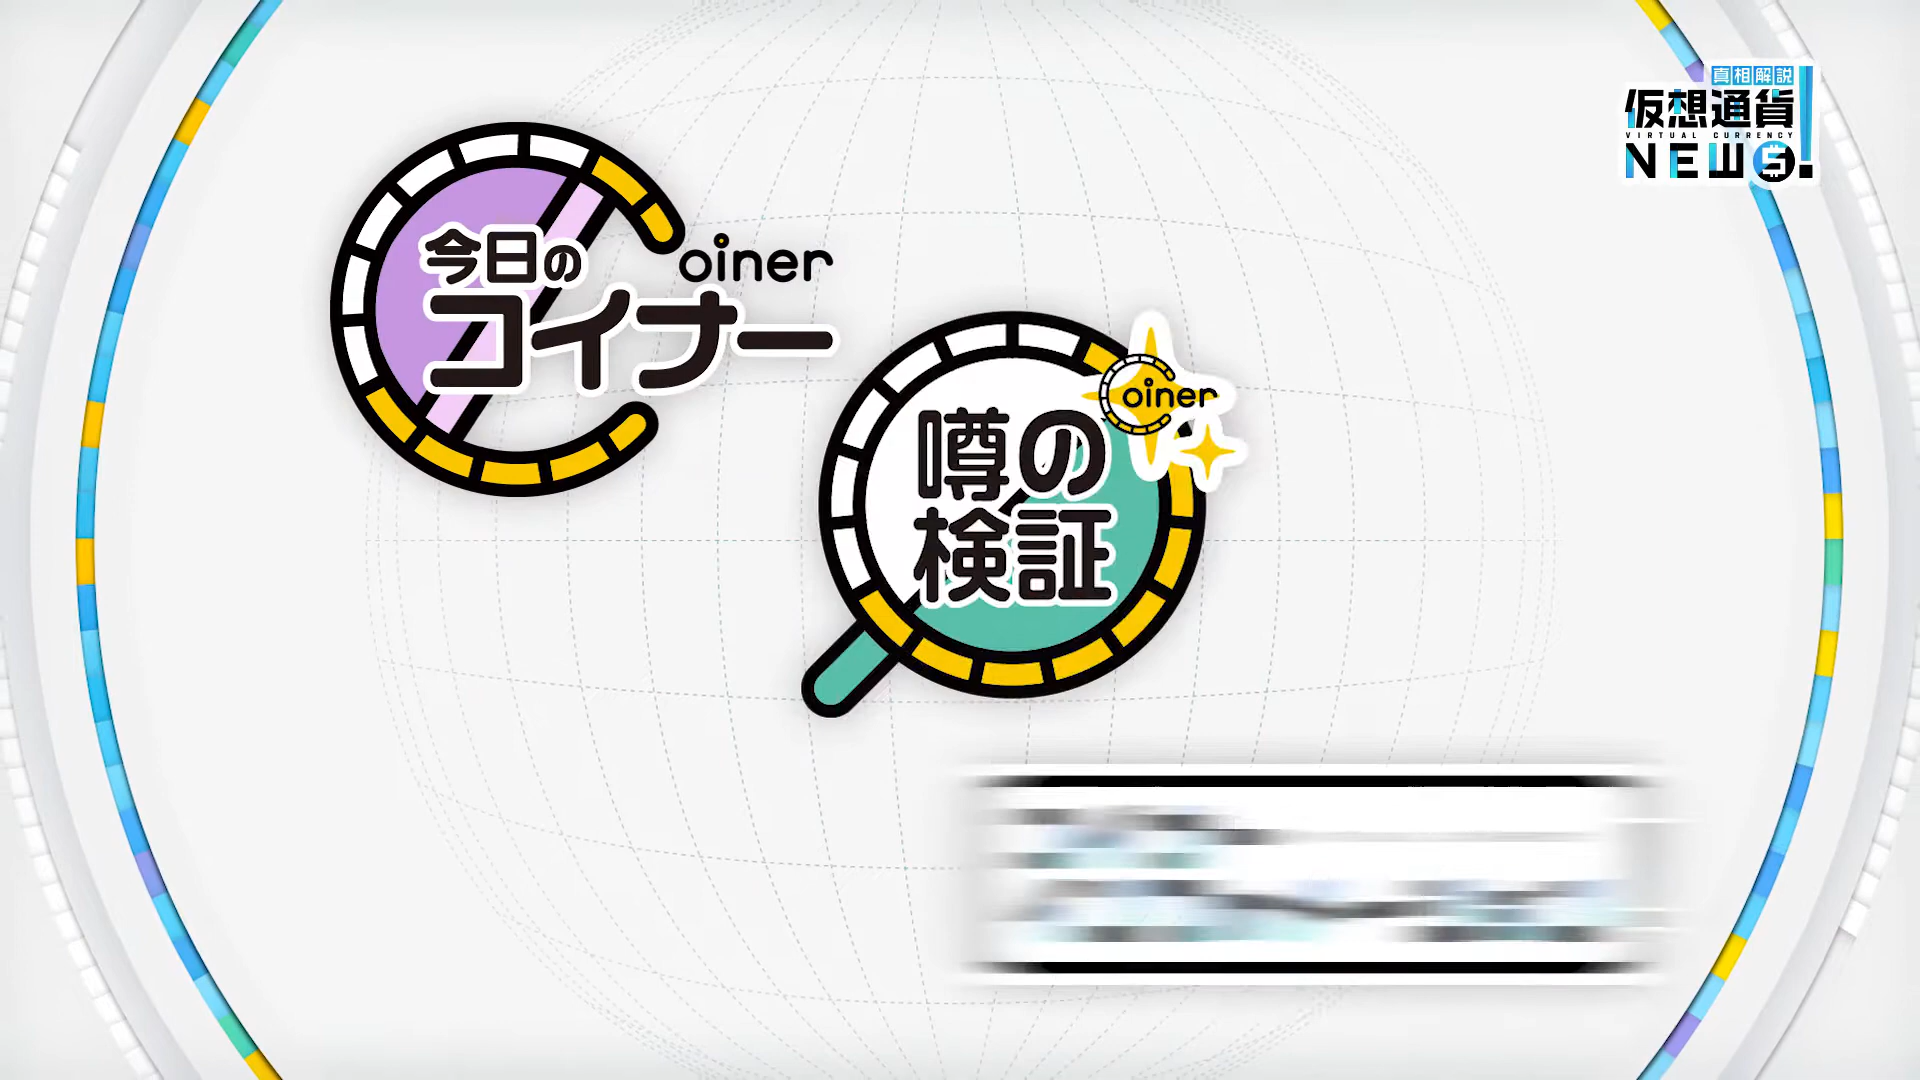 今日の
oiner
コイナー
oiner
噂の
検証
真相解説
仮想通貨
VIRTUAL CURRENCY
NEWS!